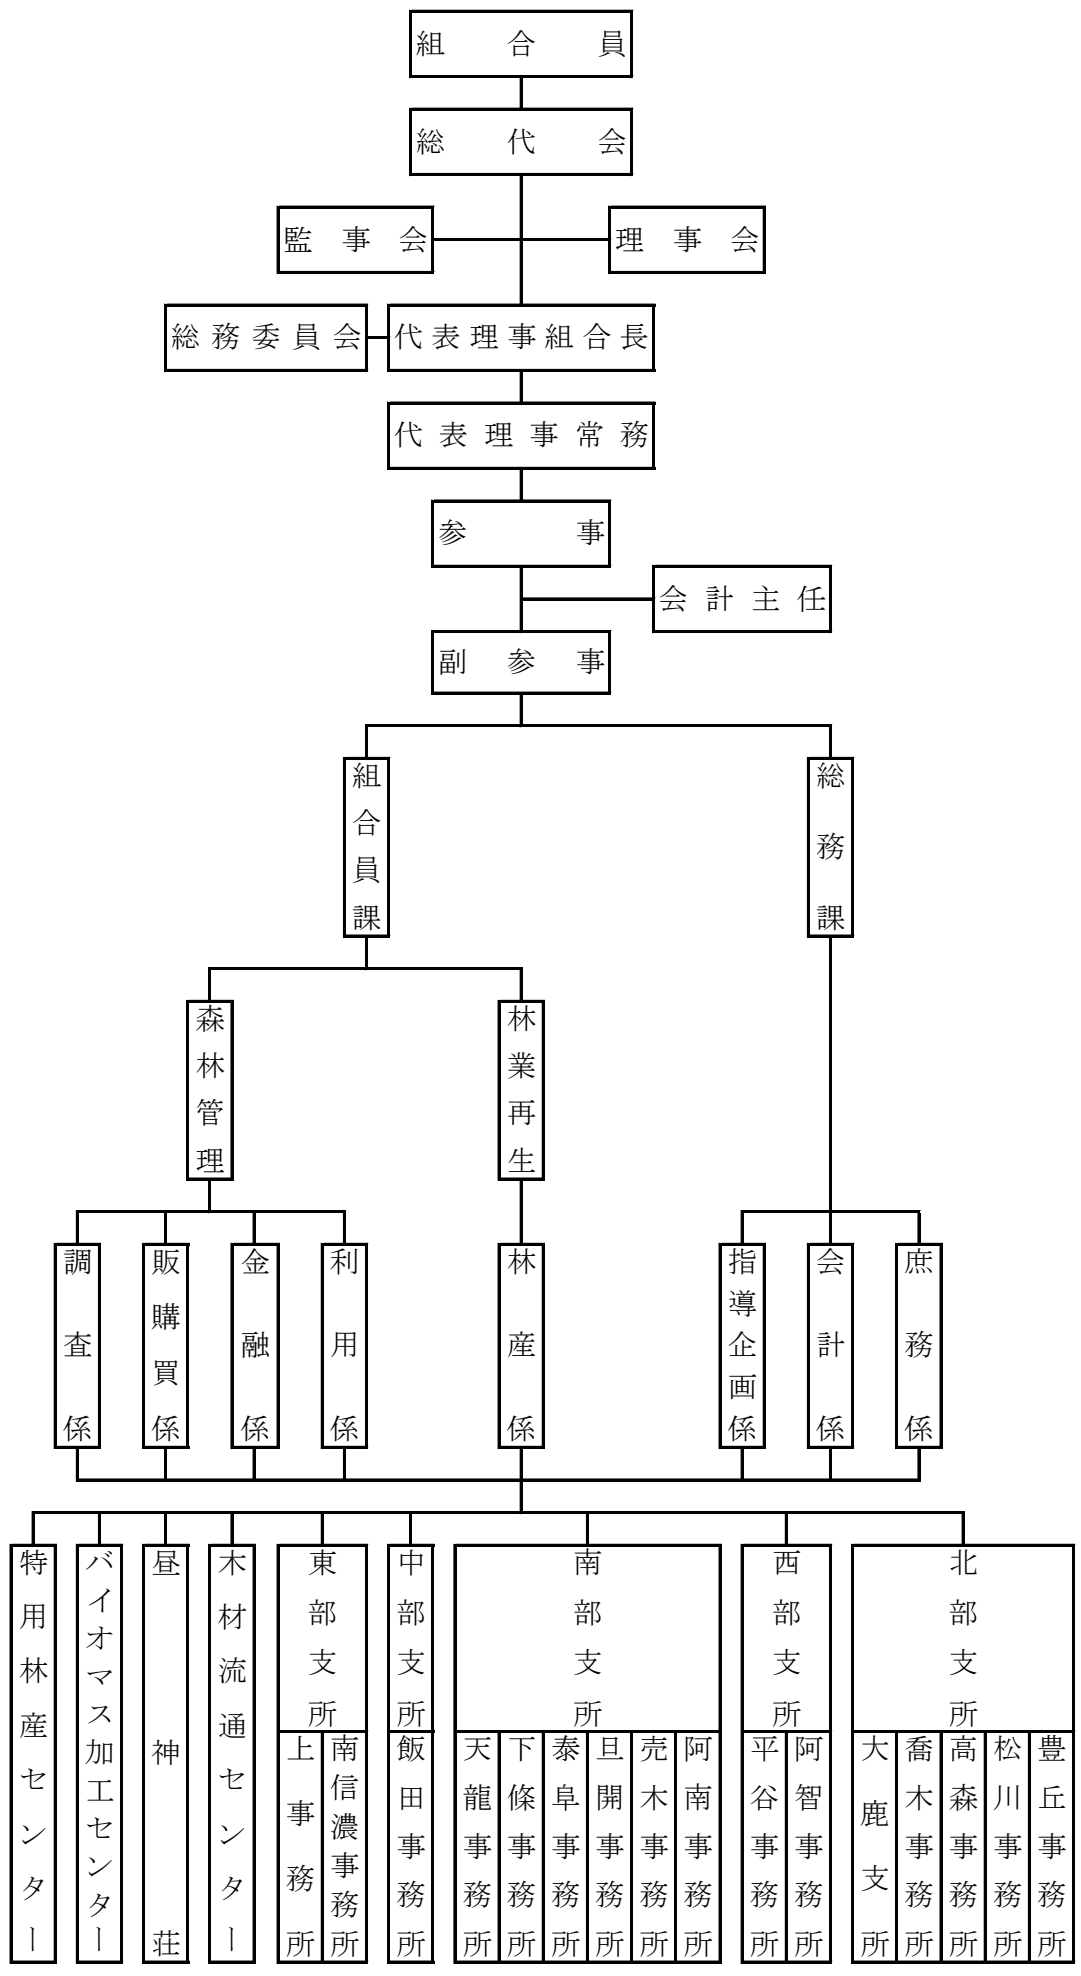 組合員
総代会
監事会
理事会
総務委員会
代表理事組合長
代表理事常務
参事
会計主任
副参事
組合員課
総務課
森林管理
林業再生
調査係
販購買係
金融係
利用係
林産係
指導企画係
会計係
庶務係
特用林産センター
バイオマス加工センター
昼神荘
木材流通センター
東部支所
中部支所
南部支所
西部支所
北部支所
上事務所
南信濃事務所
飯田事務所
天龍事務所
下條事務所
泰阜事務所
旦開事務所
売木事務所
阿南事務所
平谷事務所
阿智事務所
大鹿支所
喬木事務所
高森事務所
松川事務所
豊丘事務所